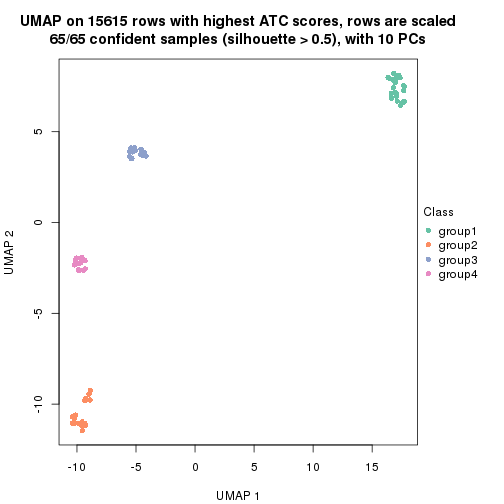 UMAP on 15615 rows with highest ATC scores, rows are scaled
65/65 confident samples (silhouette > 0.5), with 10 PCs
5
0
-5
-10
UMAP 2
-10
-5
0
5
10
15
UMAP 1
Class
group1
group2
group3
group4